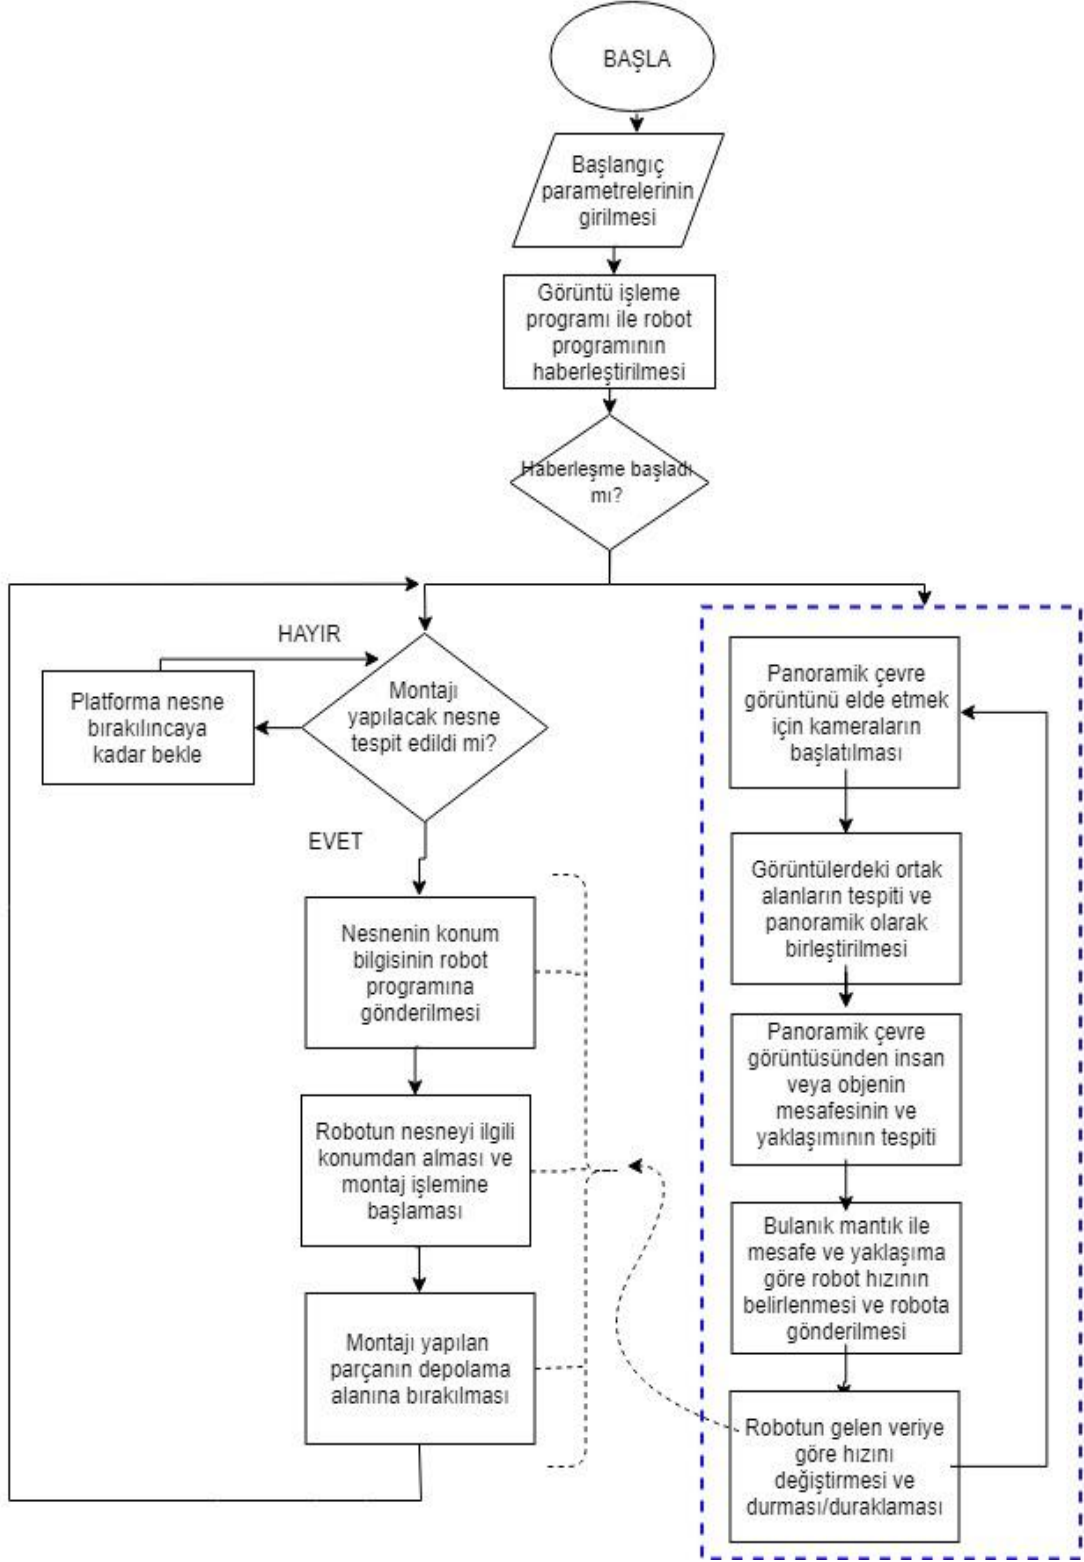 BAŞLA
Başlangıç
parametrelerinin
girilmesi
Görüntü işleme
programı ile robot
programının
haberleştirilmesi
Haberleşme başladı
mı?
HAYIR
Platforma nesne
bırakılıncaya
kadar bekle
Montajı
yapılacak nesne
tespit edildi mi?
EVET
Nesnenin konum
bilgisinin robot
programına
gönderilmesi
Robotun nesneyi ilgili
konumdan alması ve
montaj işlemine
başlaması
Montajı yapılan
parçanın depolama
alanına bırakılması
Panoramik çevre
görüntünü elde etmek
için kameraların
başlatılması
Görüntülerdeki ortak
alanların tespiti ve
panoramik olarak
birleştirilmesi
Panoramik çevre
görüntüsünden insan
veya objenin
mesafesinin ve
yaklaşımının tespiti
Bulanık mantık ile
mesafe ve yaklaşıma
göre robot hızının
belirlenmesi ve robota
gönderilmesi
Robotun gelen veriye
göre hızını
değiştirmesi ve
durması/duraklaması